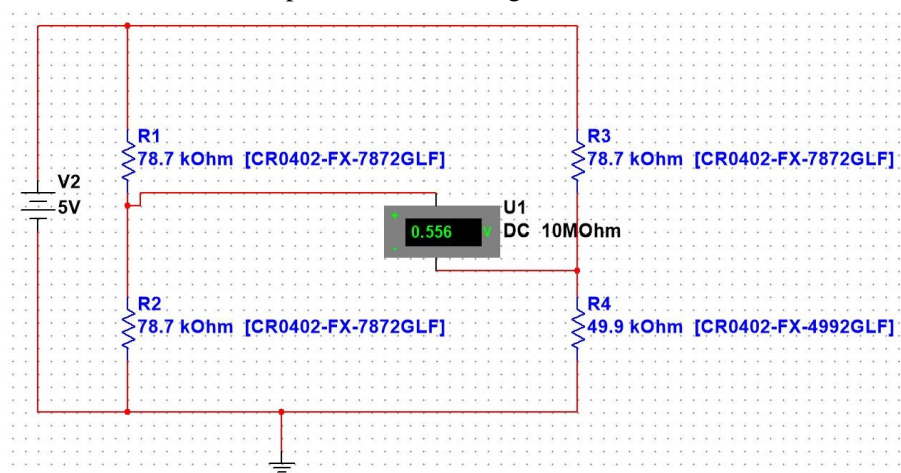 R1
78.7 kOhm [CR0402-FX-7872GLF]
R3
78.7 kOhm [CR0402-FX-7872GLF]
V2
5V
U1
+
0.556 V DC 10MOhm
-
R2
78.7 kOhm [CR0402-FX-7872GLF]
R4
49.9 kOhm [CR0402-FX-4992GLF]